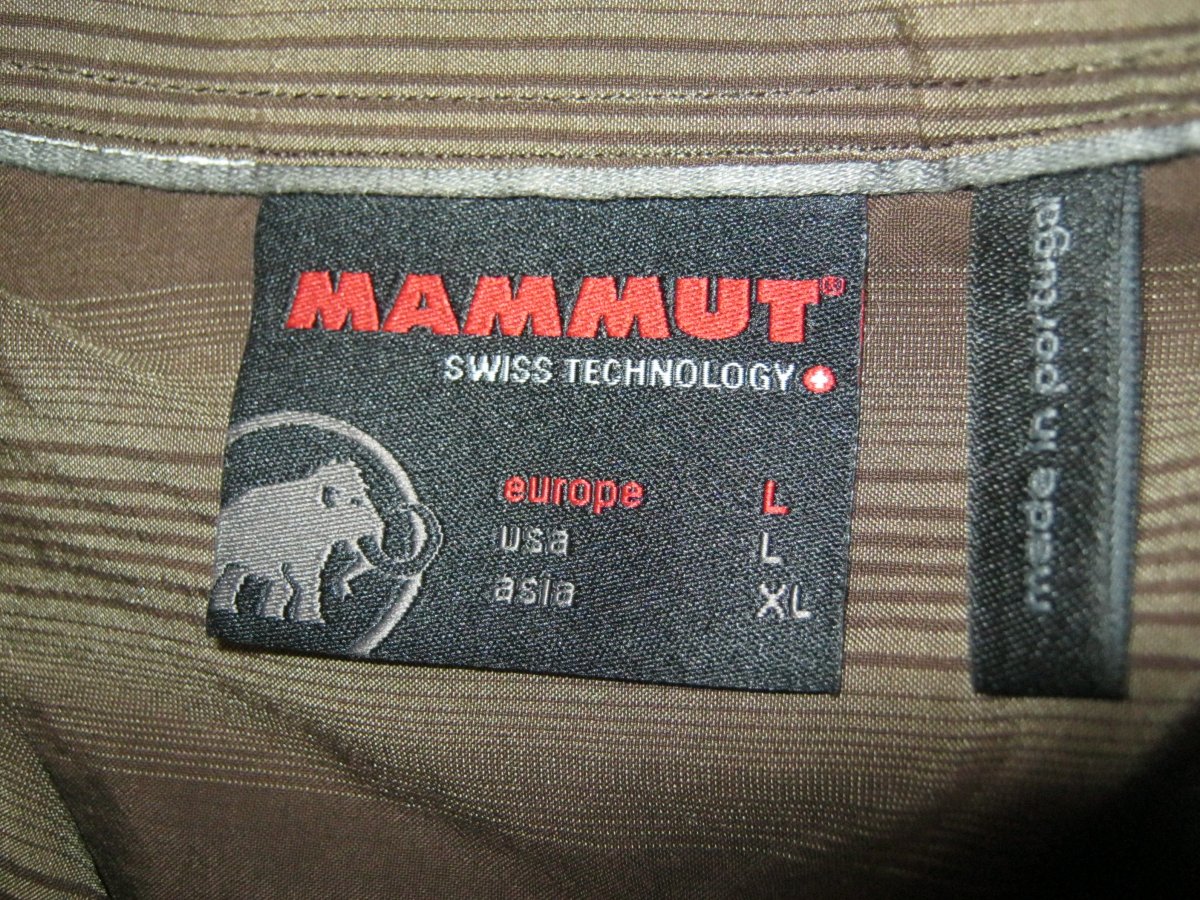 MAMMUT®
SWISS TECHNOLOGY
europe L
usa L
asia XL
made in portugal